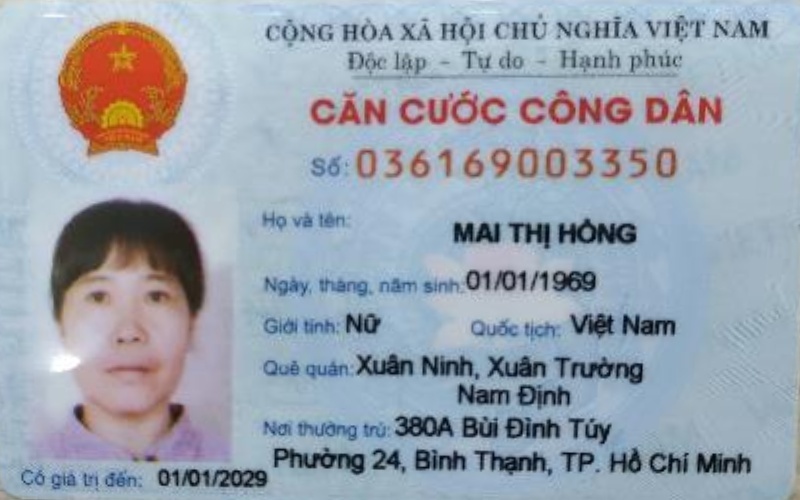 CỘNG HÒA XÃ HỘI CHỦ NGHĨA VIỆT NAM
Độc lập - Tự do - Hạnh phúc
CĂN CƯỚC CÔNG DÂN
Số: 036169003350
Họ và tên: MAI THỊ HỒNG
Ngày, tháng, năm sinh: 01/01/1969
Giới tính: Nữ Quốc tịch: Việt Nam
Quê quán: Xuân Ninh, Xuân Trường
Nam Định
Nơi thường trú: 380A Bùi Đình Túy
Phường 24, Bình Thạnh, TP. Hồ Chí Minh
Có giá trị đến: 01/01/2029